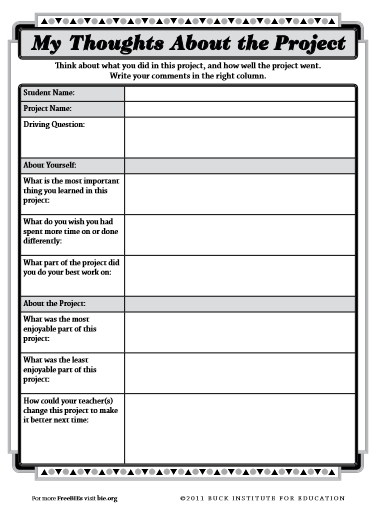 My Thoughts About the Project
Think about what you did in this project, and how well the project went.
Write your comments in the right column.
Student Name:
Project Name:
Driving Question:
About Yourself:
What is the most important
thing you learned in this
project:
What do you wish you had
spent more time on or done
differently:
What part of the project did
you do your best work on:
About the Project:
What was the most
enjoyable part of this
project:
What was the least
enjoyable part of this
project:
How could your teacher(s)
change this project to make
it better next time:
For more FreeBIEs visit bie.org
©2011 BUCK INSTITUTE FOR EDUCATION